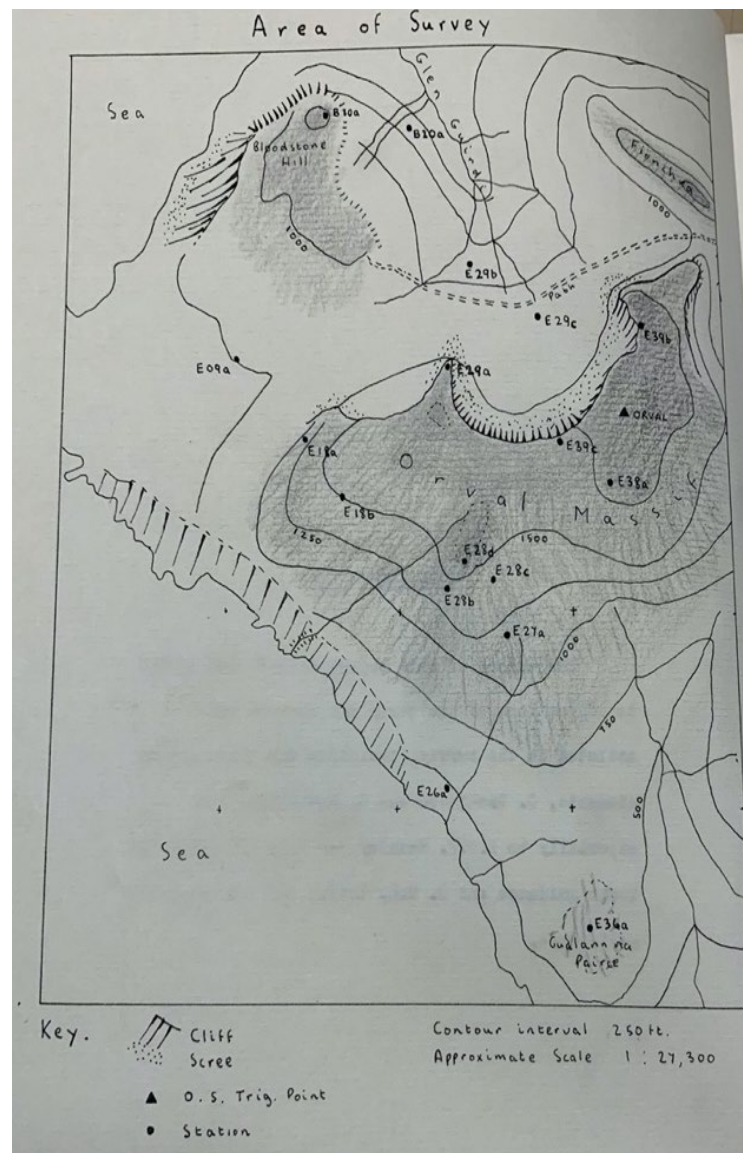 Area of Survey
Sea
Glen Guirdil
B30a
B20a
Bloodstone
Hill
Fionchra
1000
1000
E29b
Path
E29c
E39b
E09a
E29a
ORVAL
E18a
E39c
E38a
Orval Massif
E18b
1250
1500
E28d
E28c
E28b
E27a
1000
750
500
E26a
Sea
E36a
Gualann na
Pairce
Key.
Cliff
Scree
O.S. Trig. Point
Station
Contour interval 250 ft.
Approximate Scale 1 : 27,300